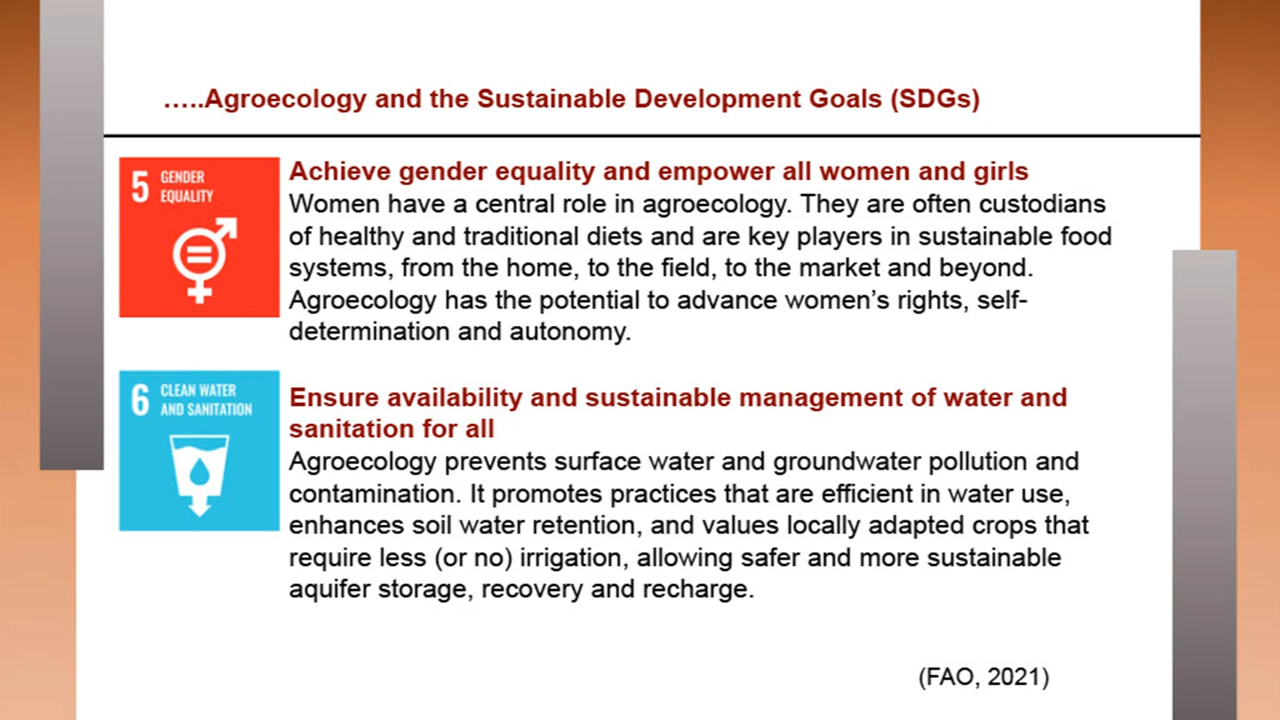 …..Agroecology and the Sustainable Development Goals (SDGs)
5 GENDER
EQUALITY
Achieve gender equality and empower all women and girls
Women have a central role in agroecology. They are often custodians
of healthy and traditional diets and are key players in sustainable food
systems, from the home, to the field, to the market and beyond.
Agroecology has the potential to advance women’s rights, self-
determination and autonomy.
6 CLEAN WATER
AND SANITATION
Ensure availability and sustainable management of water and
sanitation for all
Agroecology prevents surface water and groundwater pollution and
contamination. It promotes practices that are efficient in water use,
enhances soil water retention, and values locally adapted crops that
require less (or no) irrigation, allowing safer and more sustainable
aquifer storage, recovery and recharge.
(FAO, 2021)